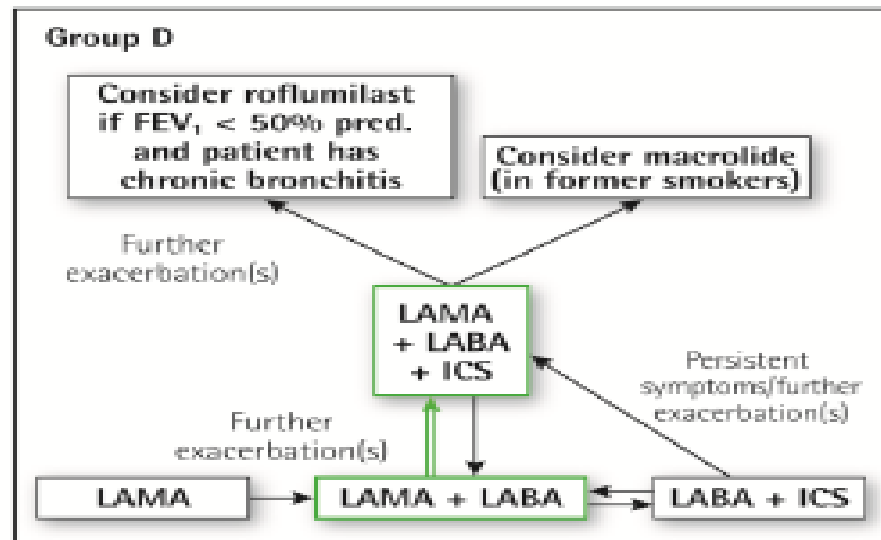 Group D
Consider roflumilast
if FEV₁ < 50% pred.
and patient has
chronic bronchitis
Consider macrolide
(in former smokers)
Further
exacerbation(s)
LAMA
+ LABA
+ ICS
Persistent
symptoms/further
exacerbation(s)
Further
exacerbation(s)
LAMA
LAMA + LABA
LABA + ICS